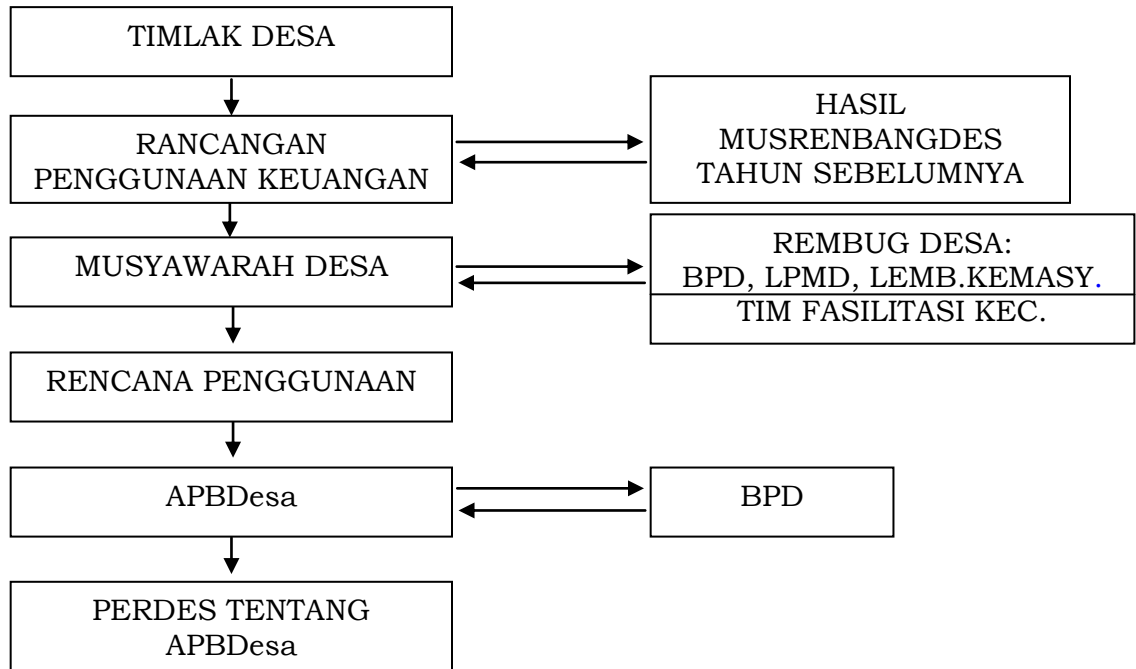 TIMLAK DESA
RANCANGAN
PENGGUNAAN KEUANGAN
HASIL
MUSRENBANGDES
TAHUN SEBELUMNYA
MUSYAWARAH DESA
REMBUG DESA:
BPD, LPMD, LEMB.KEMASY.
TIM FASILITASI KEC.
RENCANA PENGGUNAAN
APBDesa
BPD
PERDES TENTANG
APBDesa